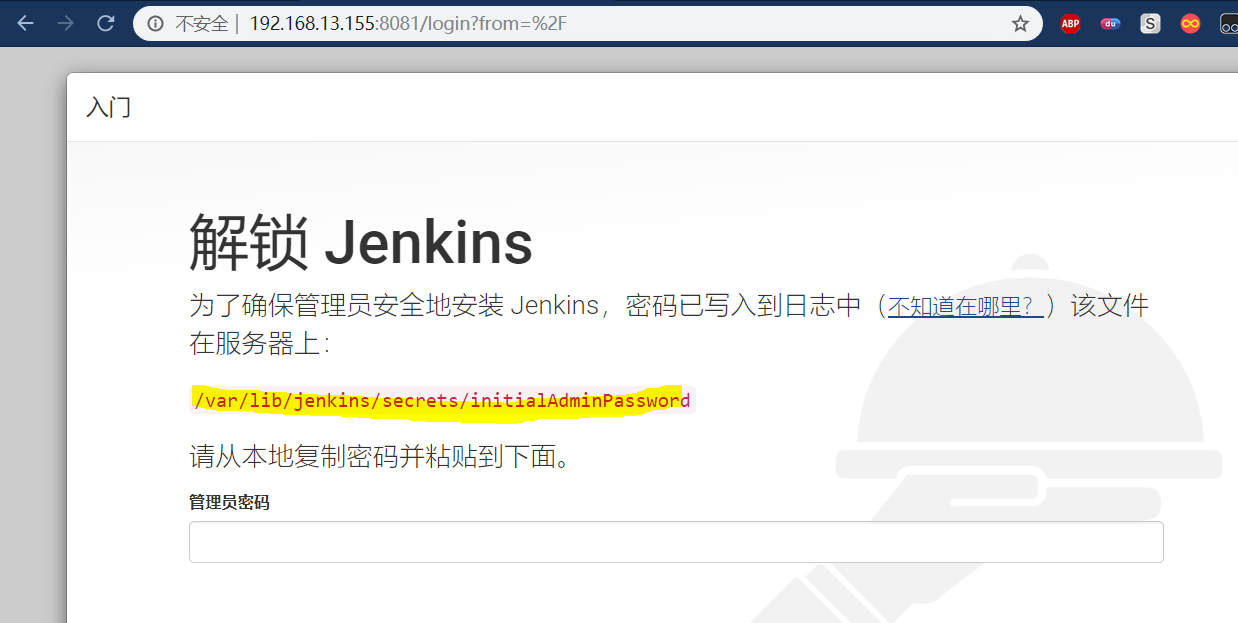 不安全 | 192.168.13.155:8081/login?from=%2F
ABP du S
入门
解锁 Jenkins
为了确保管理员安全地安装 Jenkins，密码已写入到日志中（不知道在哪里？）该文件
在服务器上：
/var/lib/jenkins/secrets/initialAdminPassword
请从本地复制密码并粘贴到下面。
管理员密码